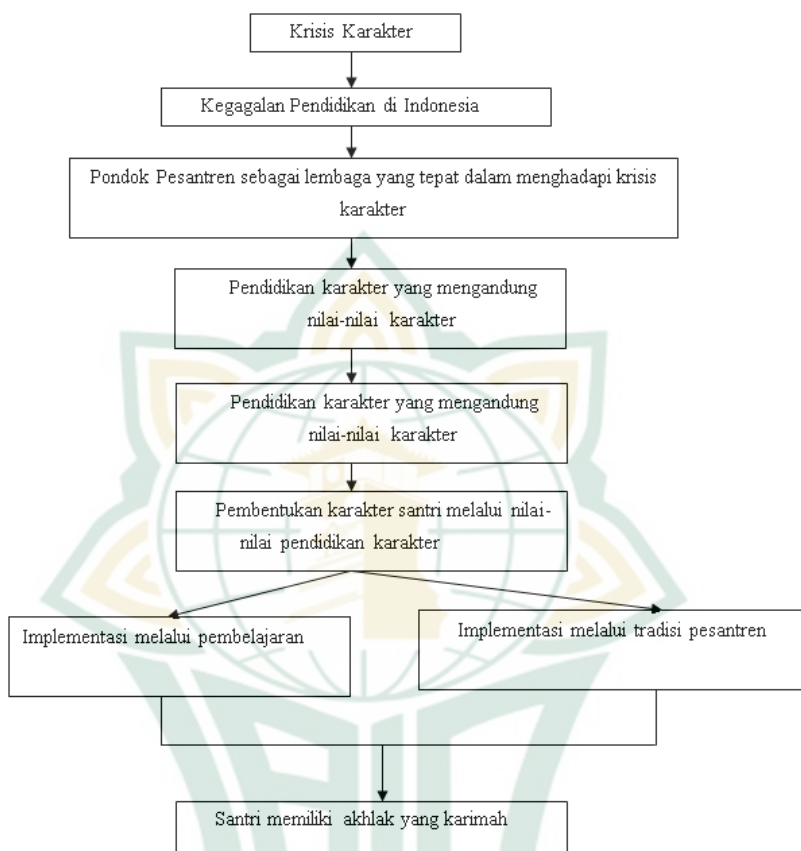 Krisis Karakter
Kegagalan Pendidikan di Indonesia
Pondok Pesantren sebagai lembaga yang tepat dalam menghadapi krisis
karakter
Pendidikan karakter yang mengandung
nilai-nilai karakter
Pendidikan karakter yang mengandung
nilai-nilai karakter
Pembentukan karakter santri melalui nilai-
nilai pendidikan karakter
Implementasi melalui pembelajaran
Implementasi melalui tradisi pesantren
Santri memiliki akhlak yang karimah